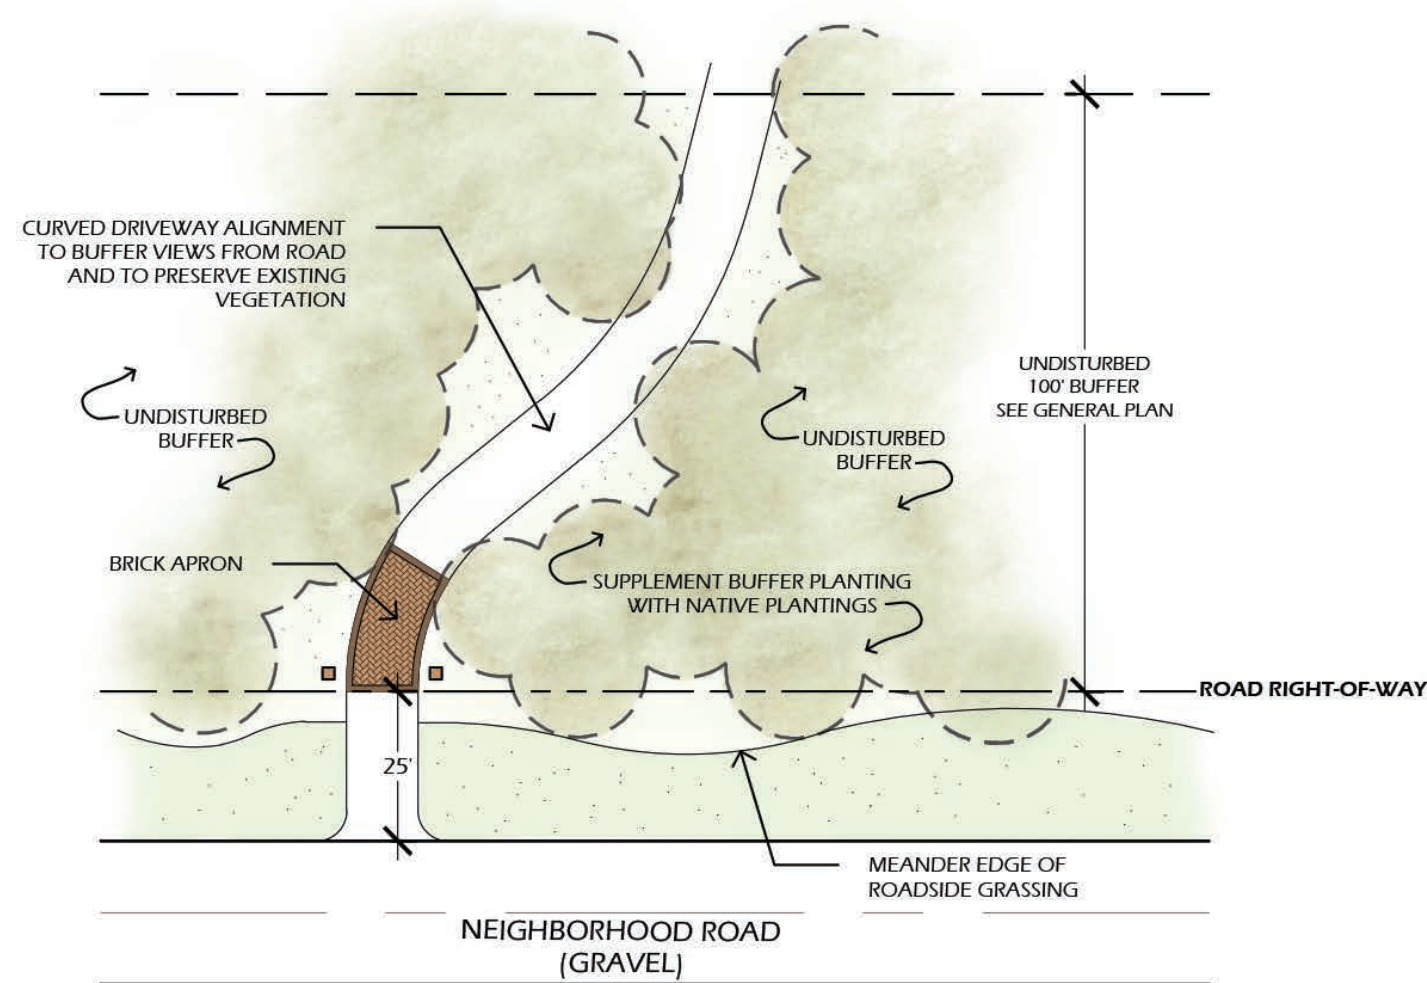 CURVED DRIVEWAY ALIGNMENT
TO BUFFER VIEWS FROM ROAD
AND TO PRESERVE EXISTING
VEGETATION
UNDISTURBED
100' BUFFER
SEE GENERAL PLAN
UNDISTURBED
BUFFER
UNDISTURBED
BUFFER
BRICK APRON
SUPPLEMENT BUFFER PLANTING
WITH NATIVE PLANTINGS
ROAD RIGHT-OF-WAY
25'
MEANDER EDGE OF
ROADSIDE GRASSING
NEIGHBORHOOD ROAD
(GRAVEL)